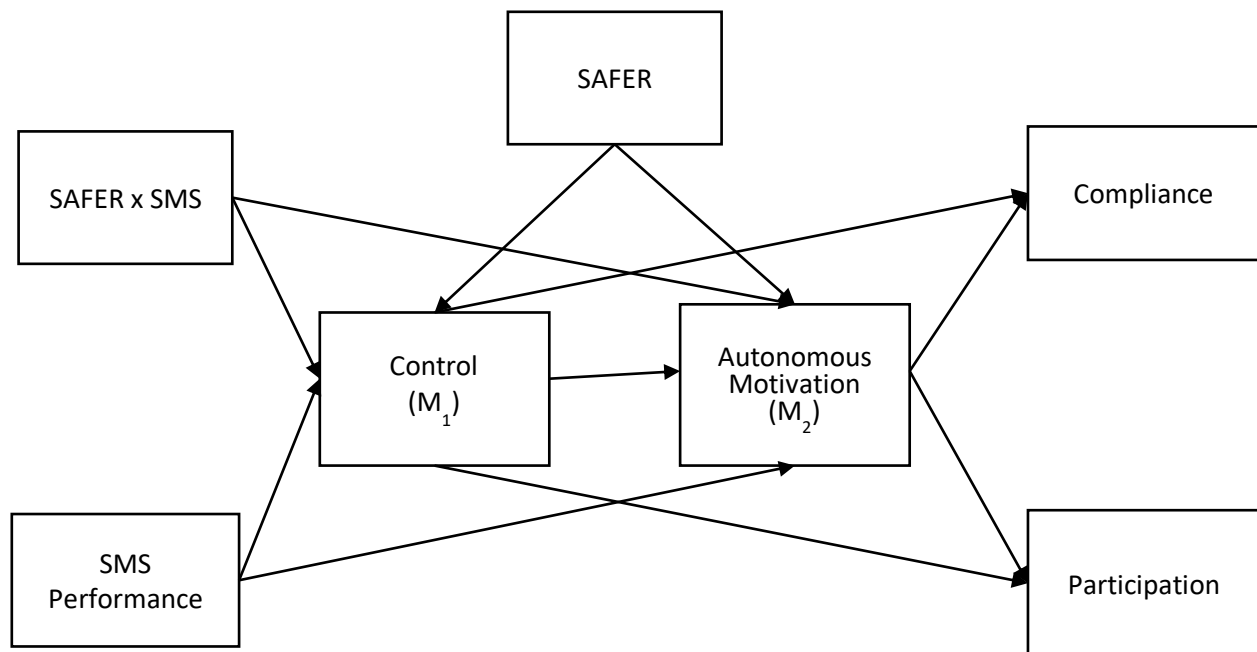 SAFER
SAFER x SMS
Compliance
Control
(M₁)
Autonomous
Motivation
(M₂)
SMS
Performance
Participation